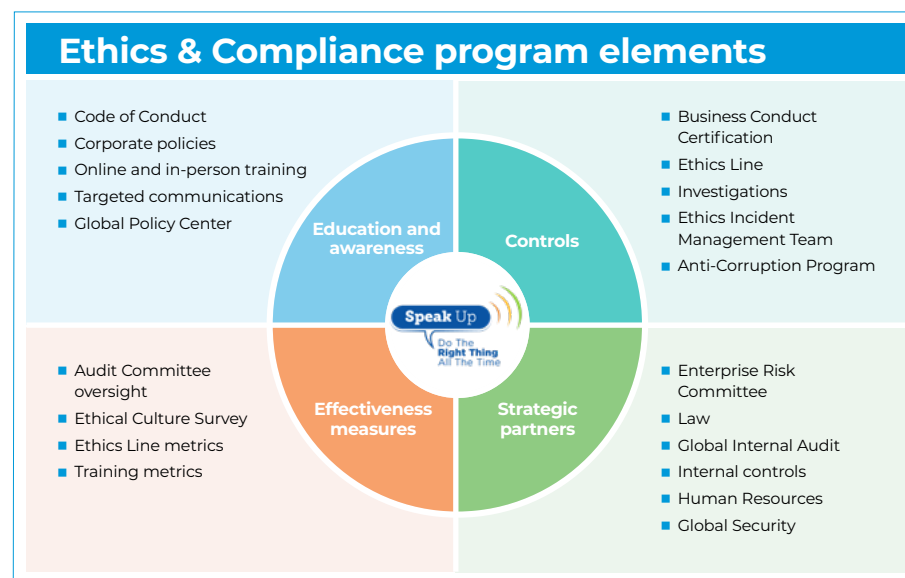 Ethics & Compliance program elements
Code of Conduct
Corporate policies
Online and in-person training
Targeted communications
Global Policy Center
Business Conduct
Certification
Ethics Line
Investigations
Ethics Incident
Management Team
Anti-Corruption Program
Education and
awareness
Controls
Speak Up
Do The
Right Thing
All The Time
Effectiveness
measures
Strategic
partners
Audit Committee
oversight
Ethical Culture Survey
Ethics Line metrics
Training metrics
Enterprise Risk
Committee
Law
Global Internal Audit
Internal controls
Human Resources
Global Security